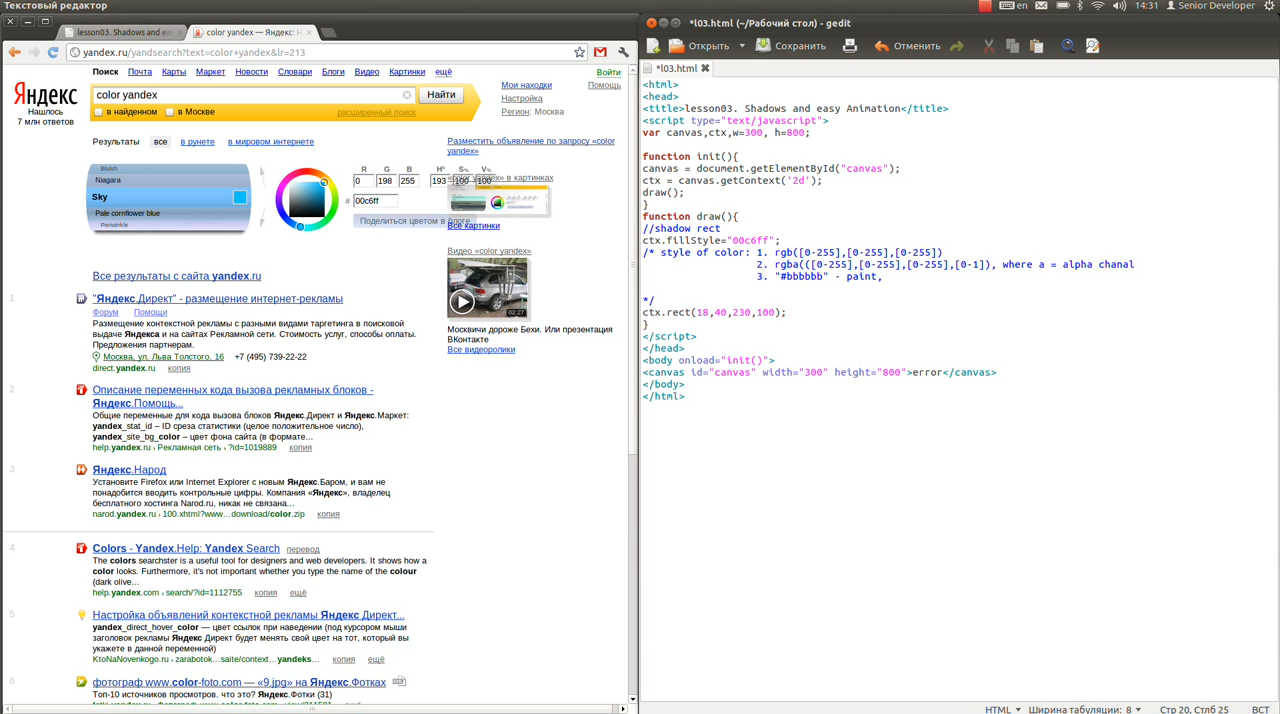 Текстовый редактор
en
14:31
Senior Developer
lesson03. Shadows and eas
color yandex — Яндекс: Н
yandex.ru/yandsearch?text=color+yandex&lr=213
Поиск Почта Карты Маркет Новости Словари Блоги Видео Картинки ещё
Войти
Яндекс
Нашлось
7 млн ответов
color yandex
Найти
в найденном в Москве расширенный поиск
Мои находки
Помощь
Настройка
Регион: Москва
Результаты все в рунете в мировом интернете
Blush
Niagara
Sky
Pale cornflower blue
Periwinkle
R G B H° S% V%
0 198 255 193 100 100
# 00c6ff
Поделиться цветом в блоге
Разместить объявление по запросу «color
yandex»
«color yandex» в картинках
Все картинки
Видео «color yandex»
02:27
Москвичи дороже Бехи. Или презентация
ВКонтакте
Все видеоролики
Все результаты с сайта yandex.ru
1
"Яндекс.Директ" - размещение интернет-рекламы
Форум Помощи
Размещение контекстной рекламы с разными видами таргетинга в поисковой
выдаче Яндекса и на сайтах Рекламной сети. Стоимость услуг, способы оплаты.
Предложения партнерам.
Москва, ул. Льва Толстого, 16 +7 (495) 739-22-22
direct.yandex.ru копия
2
Описание переменных кода вызова рекламных блоков -
Яндекс.Помощь...
Общие переменные для кода вызова блоков Яндекс.Директ и Яндекс.Маркет:
yandex_stat_id – ID среза статистики (целое положительное число),
yandex_site_bg_color – цвет фона сайта (в формате…
help.yandex.ru › Рекламная сеть › ?id=1019889 копия
3
Яндекс.Народ
Установите Firefox или Internet Explorer с новым Яндекс.Баром, и вам не
понадобится вводить контрольные цифры. Компания «Яндекс», владелец
бесплатного хостинга Narod.ru, никак не связана…
narod.yandex.ru › 100.xhtml?www…download/color.zip копия
4
Colors - Yandex.Help: Yandex Search перевод
The colors searchster is a useful tool for designers and web developers. It shows how a
color looks. Furthermore, it's not important whether you type the name of the colour
(dark olive…
help.yandex.com › search/?id=1112755 копия ещё
5
Настройка объявлений контекстной рекламы Яндекс Директ...
yandex_direct_hover_color — цвет ссылок при наведении (под курсором мыши
заголовок рекламы Яндекс Директ будет менять свой цвет на тот, который вы
укажете в данной переменной)
KtoNaNovenkogo.ru › zarabotok…saite/context…yandeks… копия ещё
6
фотограф www.color-foto.com — «9.jpg» на Яндекс.Фотках
Топ-10 источников просмотров. что это? Яндекс.Фотки (31)
*l03.html (~/Рабочий стол) - gedit
Открыть Сохранить Отменить
*l03.html
<html>
<head>
<title>lesson03. Shadows and easy Animation</title>
<script type="text/javascript">
var canvas,ctx,w=300, h=800;
function init(){
canvas = document.getElementById("canvas");
ctx = canvas.getContext('2d');
draw();
}
function draw(){
//shadow rect
ctx.fillStyle="00c6ff";
/* style of color: 1. rgb([0-255],[0-255],[0-255])
2. rgba(([0-255],[0-255],[0-255],[0-1]), where a = alpha chanal
3. "#bbbbbb" - paint,
*/
ctx.rect(18,40,230,100);
}
</script>
</head>
<body onload="init()">
<canvas id="canvas" width="300" height="800">error</canvas>
</body>
</html>
HTML Ширина табуляции: 8 Стр 20, Стлб 25 ВСТ